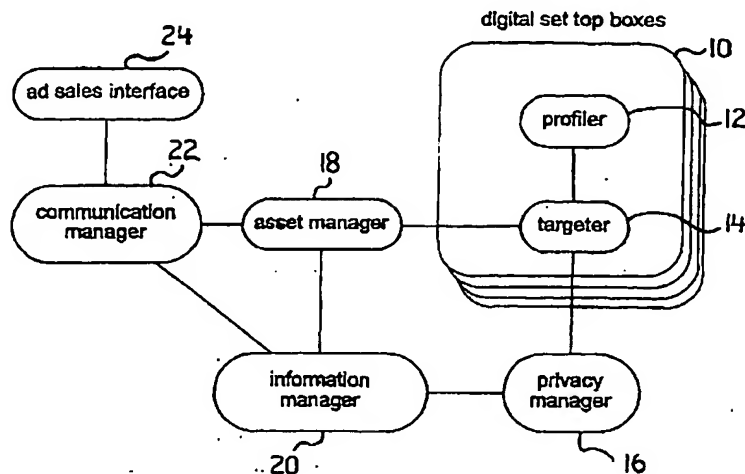 digital set top boxes
24
10
ad sales interface
profiler
12
22
18
communication
manager
asset manager
targeter
14
information
manager
privacy
manager
20
16